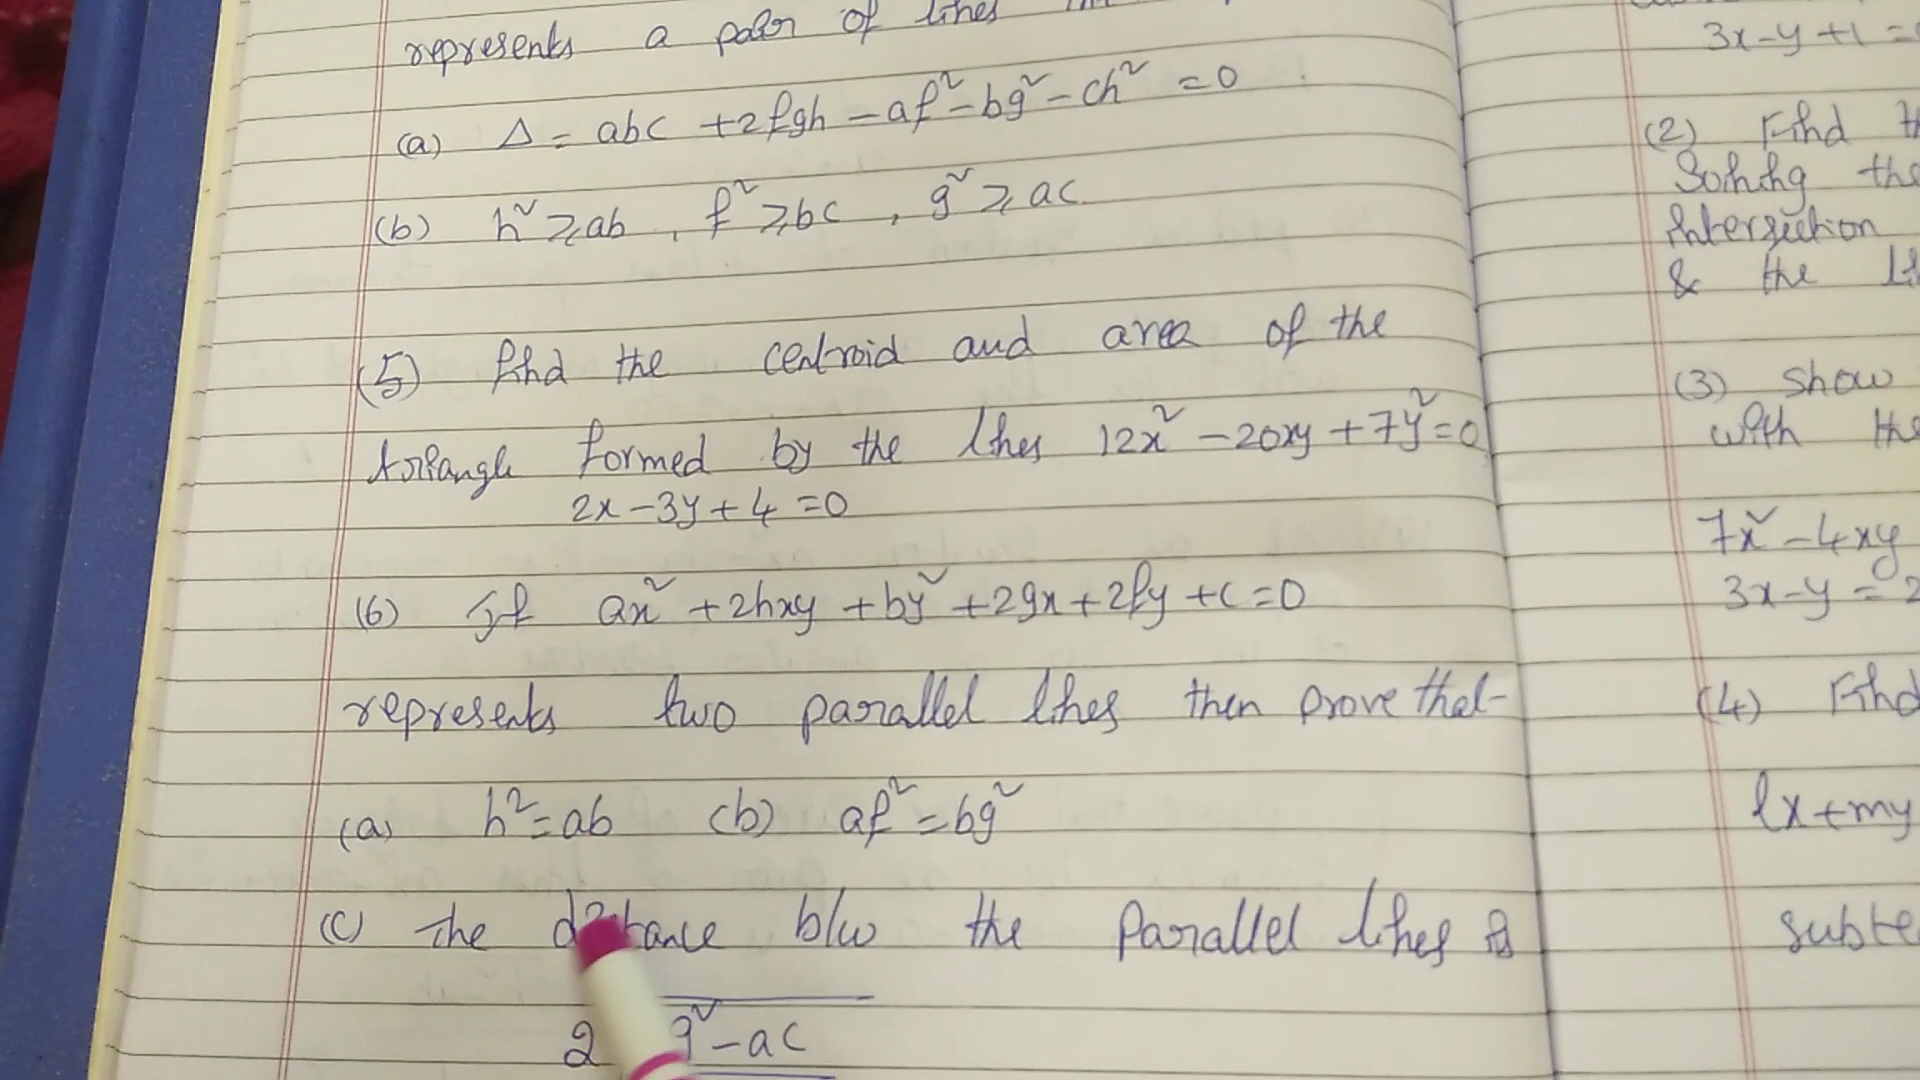 represents a pair of lines
(a) Δ = abc + 2fgh - af² - bg² - ch² = 0
(b) h² ≥ ab, f² ≥ bc, g² ≥ ac
(5) find the centroid and area of the
triangle formed by the lines 12x² - 20xy + 7y² = 0
2x - 3y + 4 = 0
(6) If ax² + 2hxy + by² + 2gx + 2fy + c = 0
represents two parallel lines then prove that
(a) h² = ab (b) af² = bg²
(c) The distance b/w the parallel lines is
2 g² - ac
3x - y + 1 =
(2) Find
Joining the
intersection
& the
(3) show
with the
7x² - 4xy
3x - y = 2
(4) Find
lx + my
subte